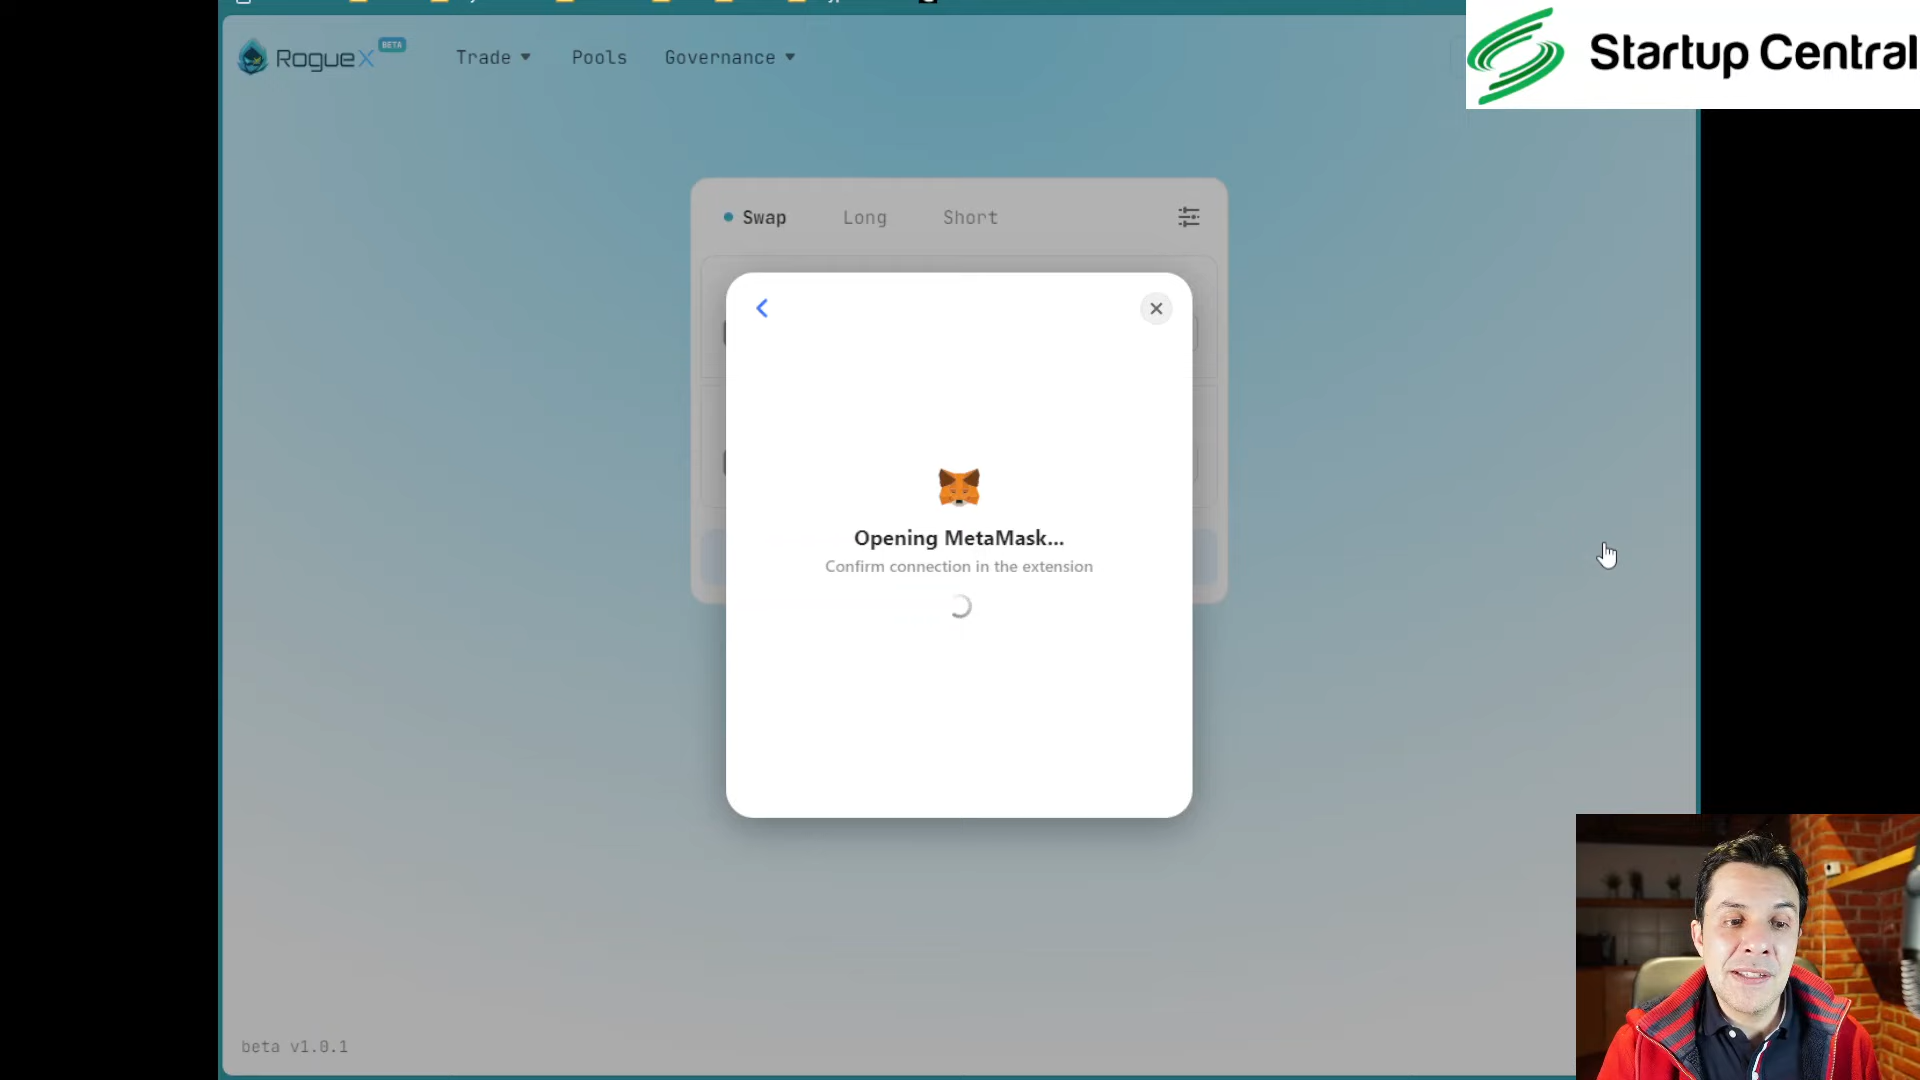 RogueX BETA
Trade
Pools
Governance
Startup Central
Swap
Long
Short
Opening MetaMask...
Confirm connection in the extension
beta v1.0.1